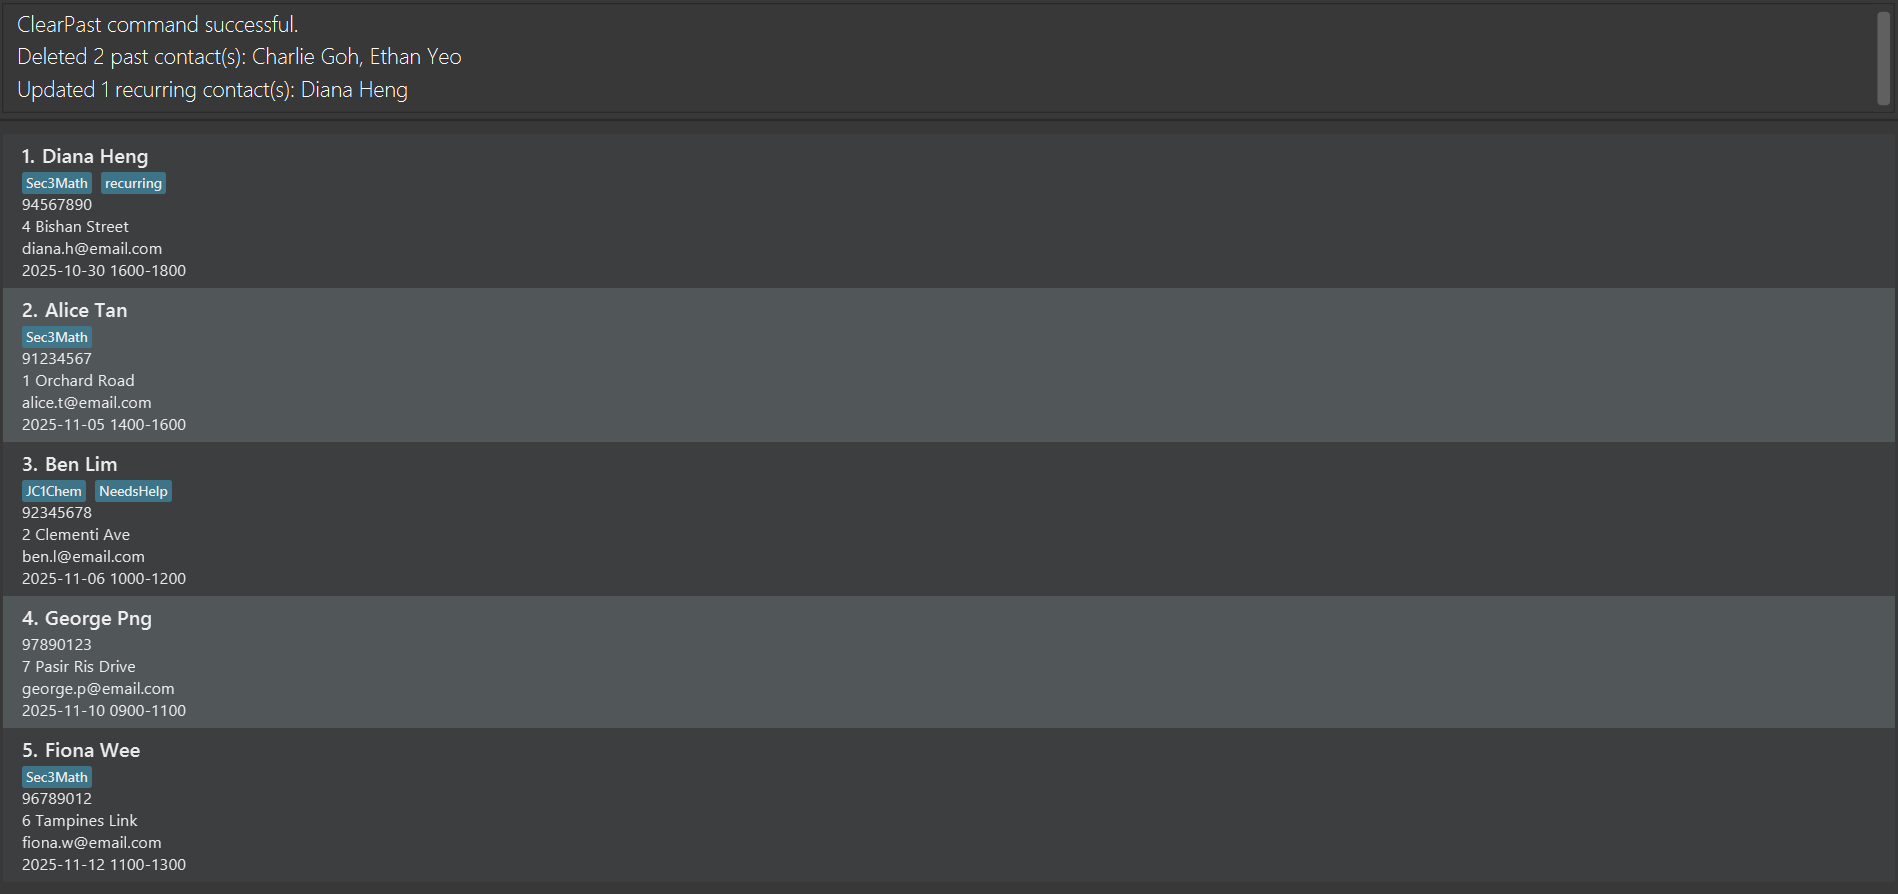 ClearPast command successful.
Deleted 2 past contact(s): Charlie Goh, Ethan Yeo
Updated 1 recurring contact(s): Diana Heng
1. Diana Heng
Sec3Math recurring
94567890
4 Bishan Street
diana.h@email.com
2025-10-30 1600-1800
2. Alice Tan
Sec3Math
91234567
1 Orchard Road
alice.t@email.com
2025-11-05 1400-1600
3. Ben Lim
JC1Chem NeedsHelp
92345678
2 Clementi Ave
ben.l@email.com
2025-11-06 1000-1200
4. George Png
97890123
7 Pasir Ris Drive
george.p@email.com
2025-11-10 0900-1100
5. Fiona Wee
Sec3Math
96789012
6 Tampines Link
fiona.w@email.com
2025-11-12 1100-1300